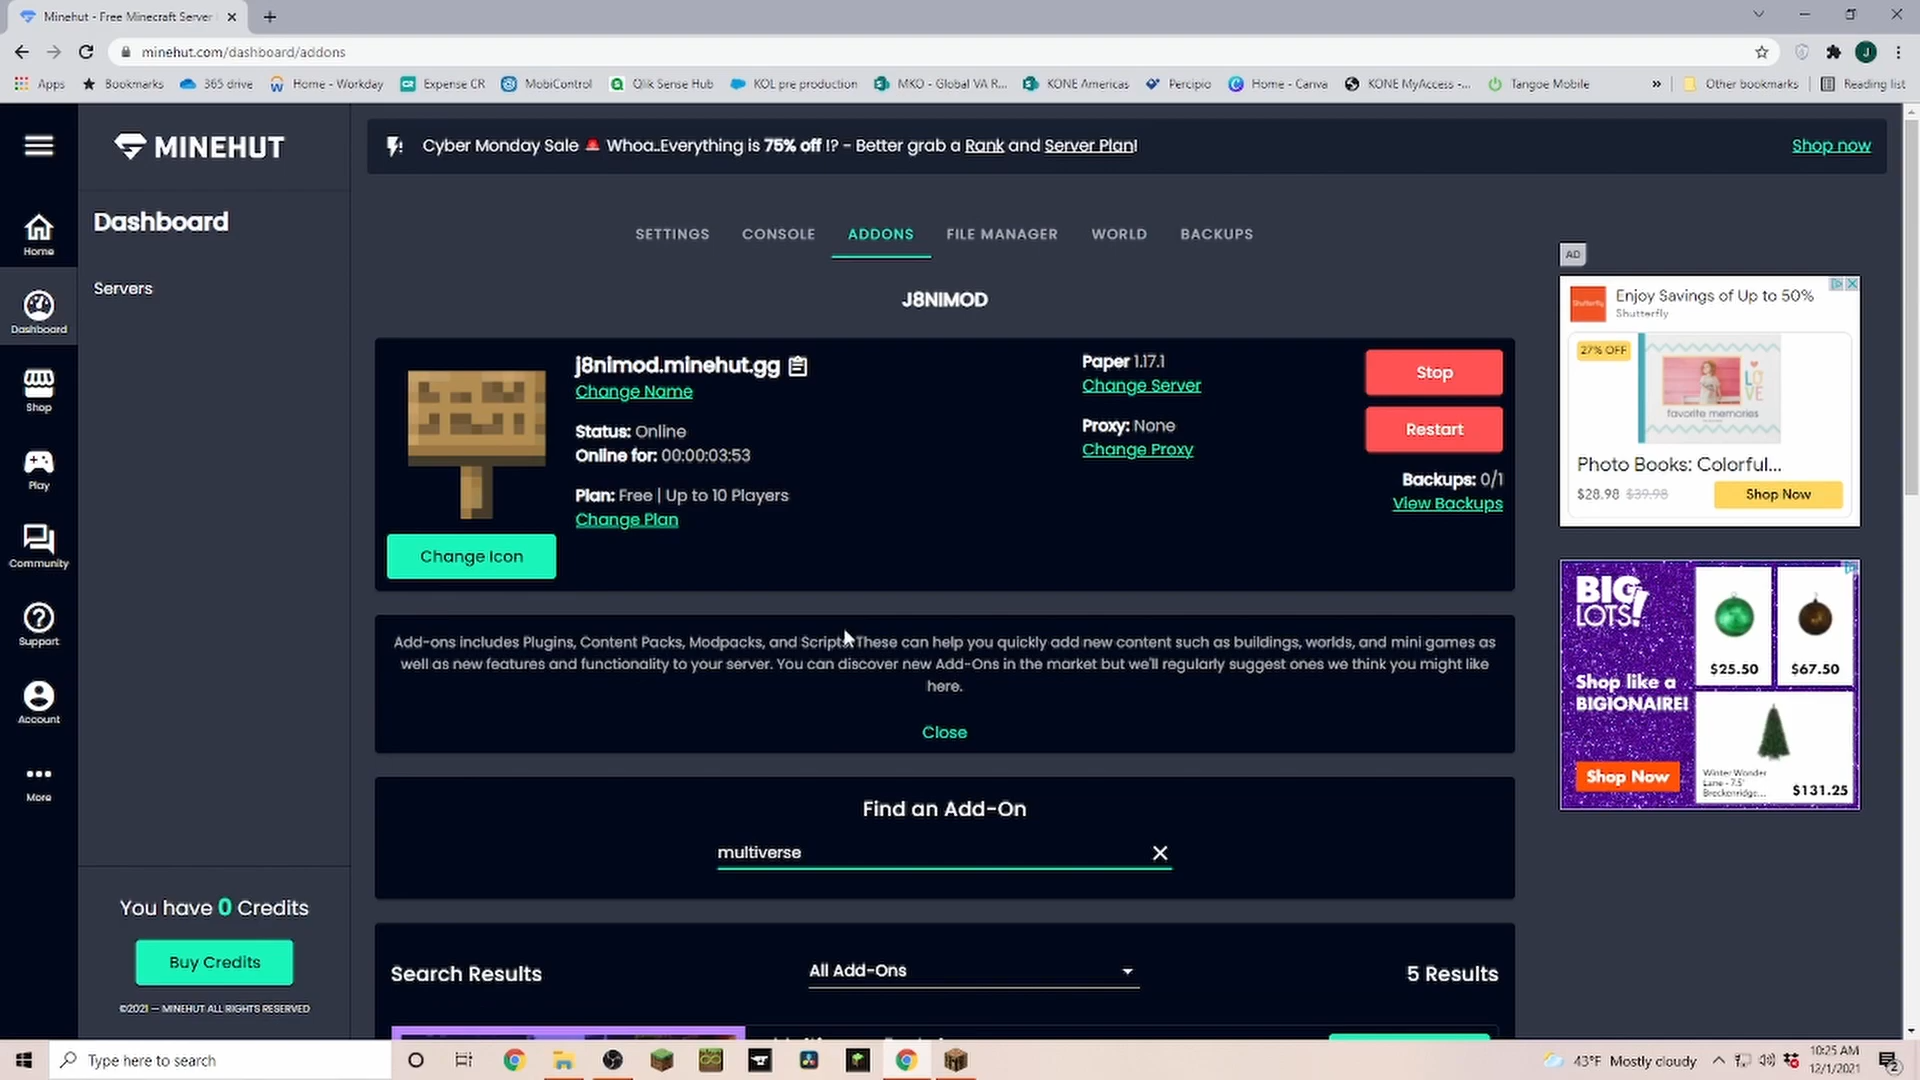 Minehut - Free Minecraft Server
minehut.com/dashboard/addons
J
Apps
Bookmarks
365 drive
Home - Workday
Expense CR
MobiControl
Qlik Sense Hub
KOL pre production
MKO - Global VA R...
KONE Americas
Percipio
Home - Canva
KONE MyAccess -...
Tangoe Mobile
»
Other bookmarks
Reading list
MINEHUT
Cyber Monday Sale 🚨 Whoa..Everything is 75% off !? - Better grab a Rank and Server Plan!
Shop now
Home
Dashboard
Shop
Play
Community
Support
Account
More
Dashboard
Servers
SETTINGS
CONSOLE
ADDONS
FILE MANAGER
WORLD
BACKUPS
J8NIMOD
j8nimod.minehut.gg
Change Name
Status: Online
Online for: 00:00:03:53
Plan: Free | Up to 10 Players
Change Plan
Change Icon
Paper 1.17.1
Change Server
Proxy: None
Change Proxy
Stop
Restart
Backups: 0/1
View Backups
Add-ons includes Plugins, Content Packs, Modpacks, and Scripts. These can help you quickly add new content such as buildings, worlds, and mini games as
well as new features and functionality to your server. You can discover new Add-Ons in the market but we'll regularly suggest ones we think you might like
here.
Close
Find an Add-On
multiverse
Search Results
All Add-Ons
5 Results
You have 0 Credits
Buy Credits
©2021 — MINEHUT ALL RIGHTS RESERVED
AD
Enjoy Savings of Up to 50%
Shutterfly
27% OFF
favorite memories
Photo Books: Colorful...
$28.98 $39.98
Shop Now
BIG
LOTS!
Shop like a
BIGIONAIRE!
Shop Now
$25.50
$67.50
Winter Wonder
Lane - 7.5'
Breckenridge...
$131.25
Type here to search
43°F Mostly cloudy
10:25 AM
12/1/2021
2